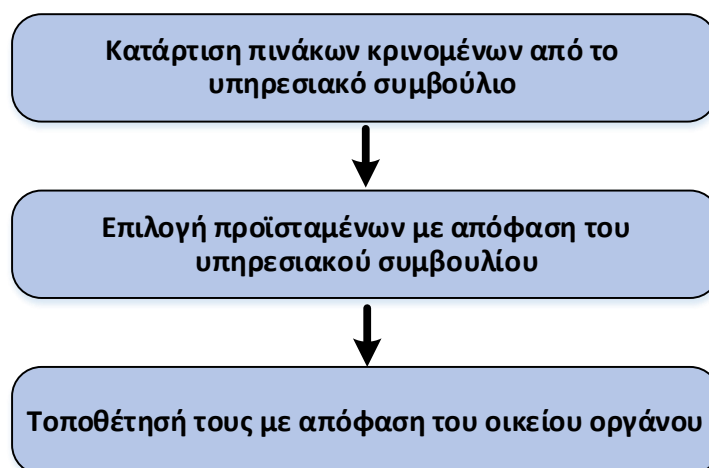 Κατάρτιση πινάκων κρινομένων από το
υπηρεσιακό συμβούλιο
Επιλογή προϊσταμένων με απόφαση του
υπηρεσιακού συμβουλίου
Τοποθέτησή τους με απόφαση του οικείου οργάνου